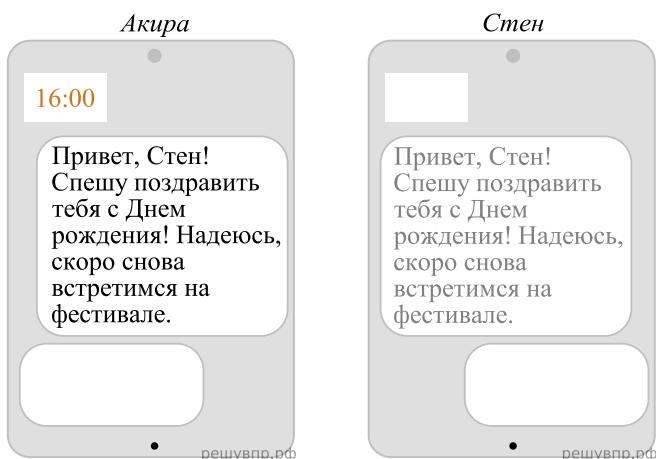 Акира
16:00
Привет, Стен!
Спешу поздравить
тебя с Днем
рождения! Надеюсь,
скоро снова
встретимся на
фестивале.
решувпр.рф
Стен
Привет, Стен!
Спешу поздравить
тебя с Днем
рождения! Надеюсь,
скоро снова
встретимся на
фестивале.
решувпр.рф